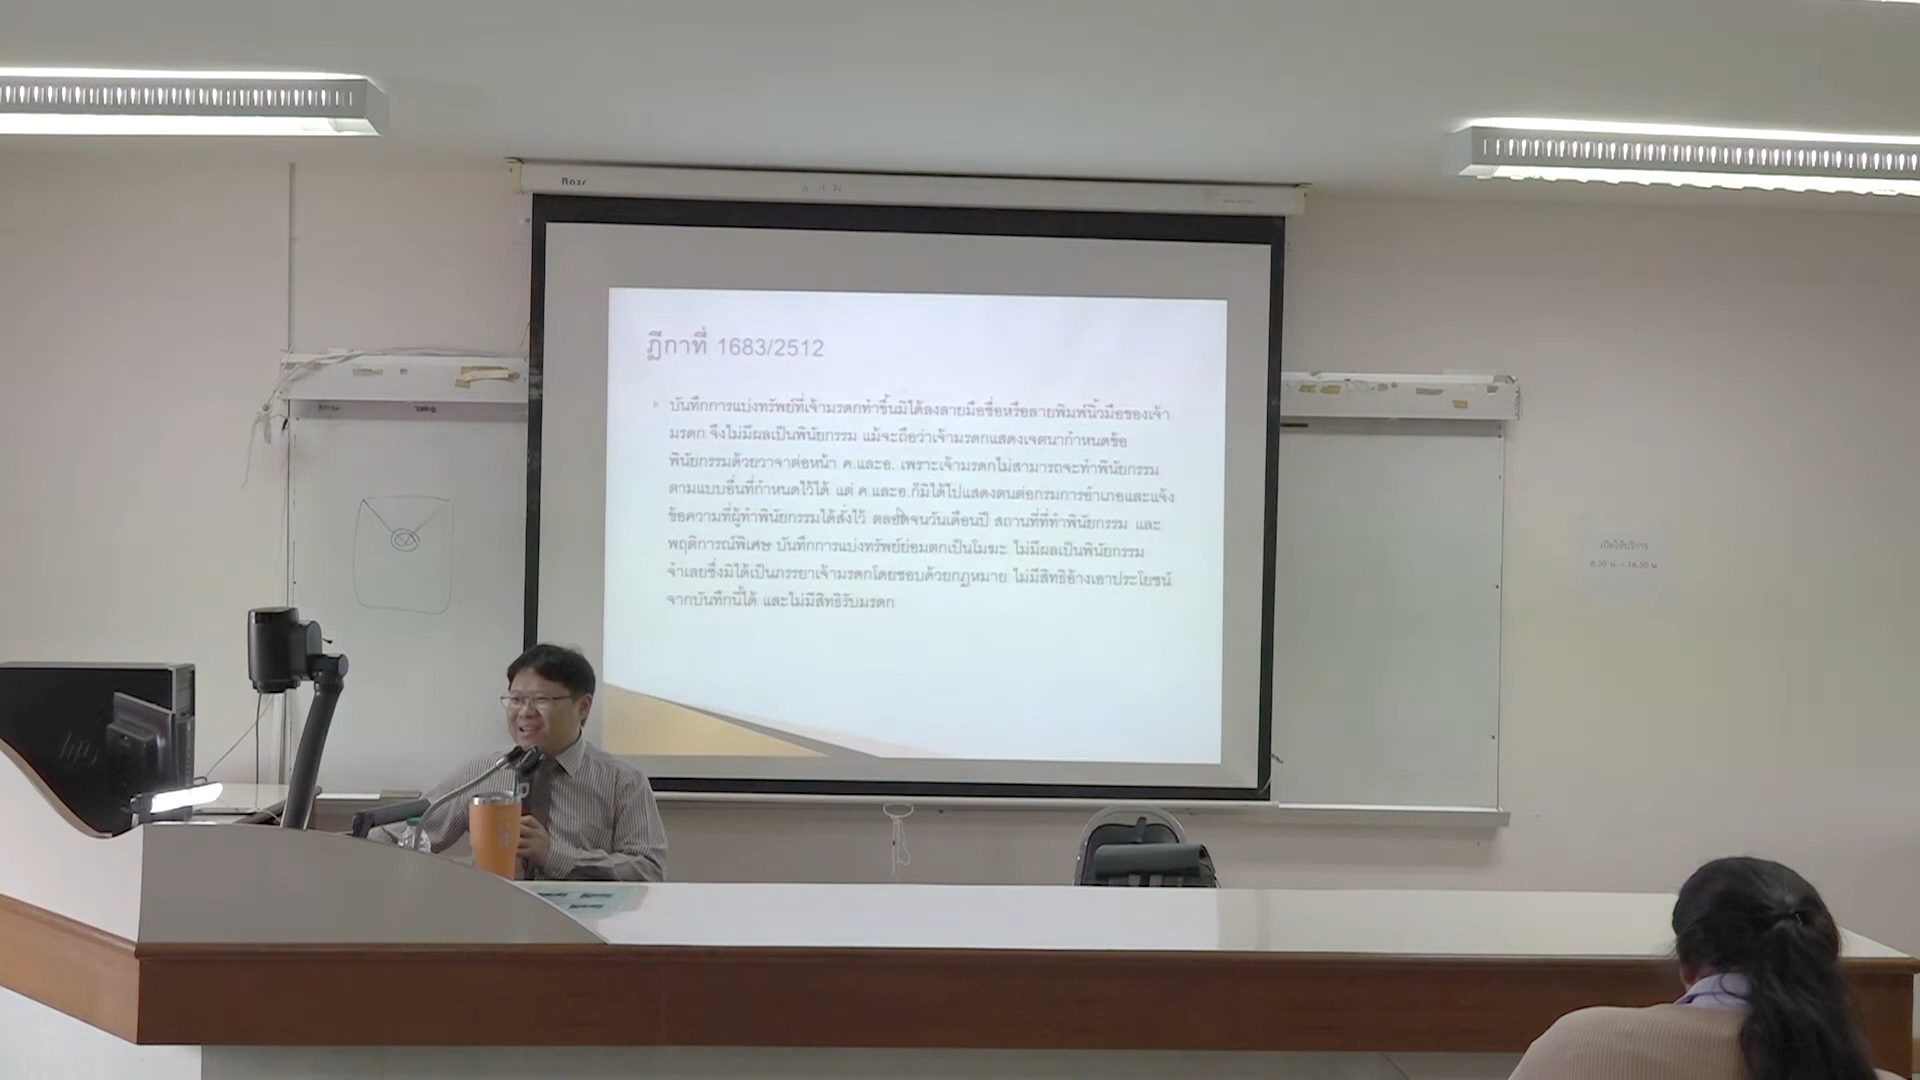 ฎีกาที่ 1683/2512
บันทึกการแบ่งทรัพย์ที่เจ้ามรดกทำขึ้นมิได้ลงลายมือชื่อหรือลายพิมพ์นิ้วมือของเจ้า
มรดก จึงไม่มีผลเป็นพินัยกรรม แม้จะถือว่าเจ้ามรดกแสดงเจตนากำหนดข้อ
พินัยกรรมด้วยวาจาต่อหน้า ค.และอ. เพราะเจ้ามรดกไม่สามารถจะทำพินัยกรรม
ตามแบบอื่นที่กำหนดไว้ได้ แต่ ค.และอ.ก็มิได้ไปแสดงตนต่อกรมการอำเภอและแจ้ง
ข้อความที่ผู้ทำพินัยกรรมได้สั่งไว้ ตลอดจนวันเดือนปี สถานที่ที่ทำพินัยกรรม และ
พฤติการณ์พิเศษ บันทึกการแบ่งทรัพย์ย่อมตกเป็นโมฆะ ไม่มีผลเป็นพินัยกรรม
จำเลยซึ่งมิได้เป็นภรรยาเจ้ามรดกโดยชอบด้วยกฎหมาย ไม่มีสิทธิอ้างเอาประโยชน์
จากบันทึกนี้ได้ และไม่มีสิทธิรับมรดก
เปิดให้บริการ
8.30 น. - 16.30 น
hp